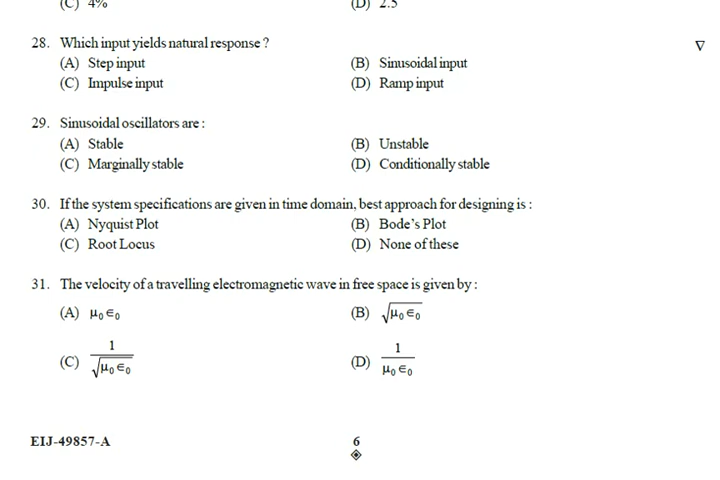 (C) 4% (D) 2.5
28. Which input yields natural response ? ∇
(A) Step input (B) Sinusoidal input
(C) Impulse input (D) Ramp input
29. Sinusoidal oscillators are :
(A) Stable (B) Unstable
(C) Marginally stable (D) Conditionally stable
30. If the system specifications are given in time domain, best approach for designing is :
(A) Nyquist Plot (B) Bode's Plot
(C) Root Locus (D) None of these
31. The velocity of a travelling electromagnetic wave in free space is given by :
(A) μ₀ ∈₀ (B) √(μ₀ ∈₀)
(C) 1/√(μ₀ ∈₀) (D) 1/(μ₀ ∈₀)
EIJ-49857-A 6